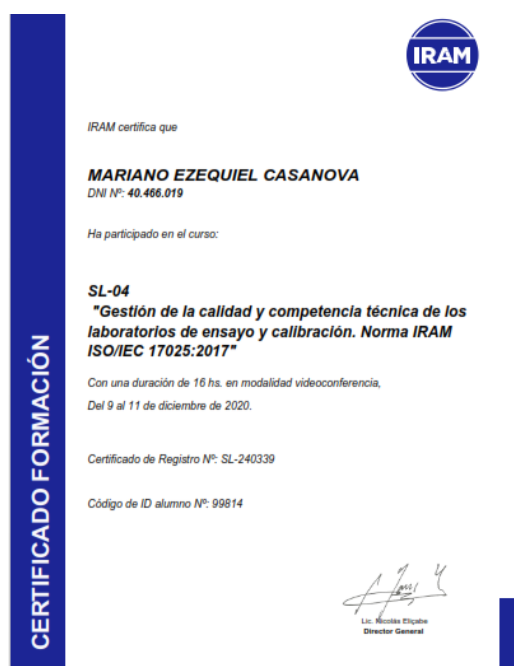 IRAM
IRAM certifica que
MARIANO EZEQUIEL CASANOVA
DNI Nº: 40.466.019
Ha participado en el curso:
SL-04
"Gestión de la calidad y competencia técnica de los
laboratorios de ensayo y calibración. Norma IRAM
ISO/IEC 17025:2017"
Con una duración de 16 hs. en modalidad videoconferencia,
Del 9 al 11 de diciembre de 2020.
Certificado de Registro Nº: SL-240339
Código de ID alumno Nº: 99814
Lic. Nicolás Eliçabe
Director General
CERTIFICADO FORMACIÓN